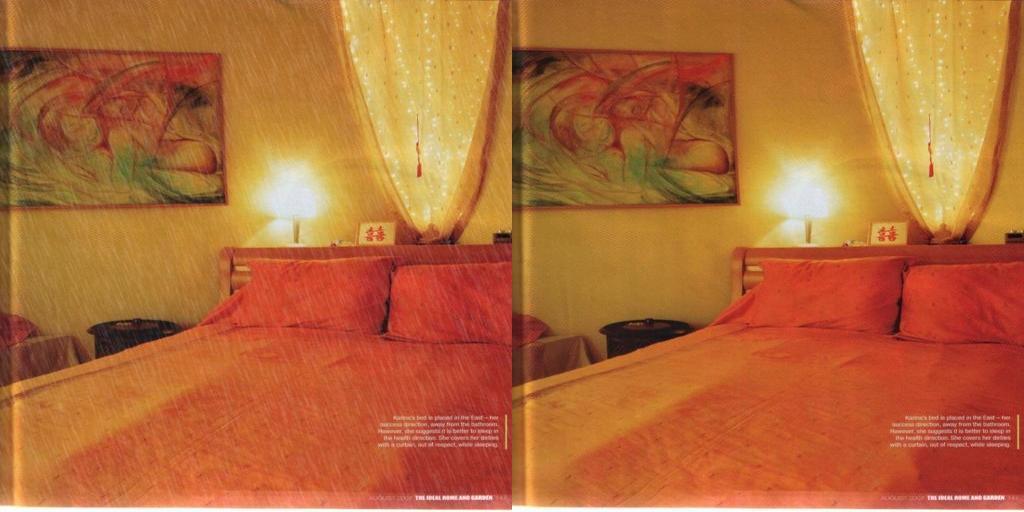 囍
Karina's bed is placed in the East – her
success direction, away from the bathroom.
However, she suggests it is better to sleep in
the health direction. She covers her deities
with a curtain, out of respect, while sleeping.
AUGUST 2007 THE IDEAL HOME AND GARDEN
囍
Karina's bed is placed in the East – her
success direction, away from the bathroom.
However, she suggests it is better to sleep in
the health direction. She covers her deities
with a curtain, out of respect, while sleeping.
AUGUST 2007 THE IDEAL HOME AND GARDEN